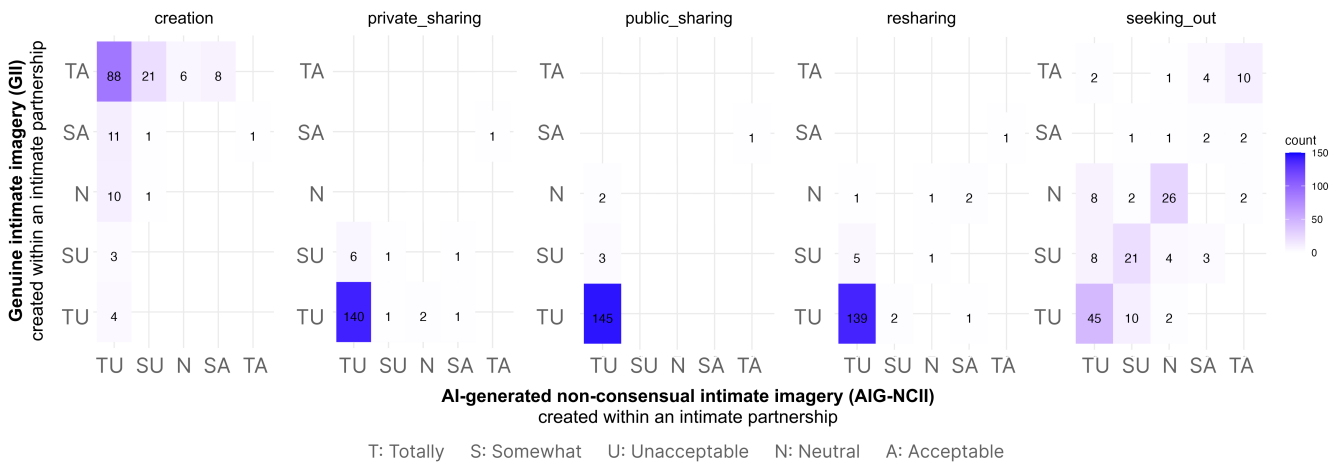 creation private_sharing public_sharing resharing seeking_out
Genuine intimate imagery (GII)
created within an intimate partnership
TA 88 21 6 8 TA TA TA TA 2 1 4 10
SA 11 1 1 SA 1 SA 1 SA 1 SA 1 1 2 2
N 10 1 N N 2 N 1 1 2 N 8 2 26 2
SU 3 SU 6 1 1 SU 3 SU 5 1 SU 8 21 4 3
TU 4 TU 140 1 2 1 TU 145 TU 139 2 1 TU 45 10 2
TU SU N SA TA TU SU N SA TA TU SU N SA TA TU SU N SA TA TU SU N SA TA
count
150
100
50
0
AI-generated non-consensual intimate imagery (AIG-NCII)
created within an intimate partnership
T: Totally S: Somewhat U: Unacceptable N: Neutral A: Acceptable